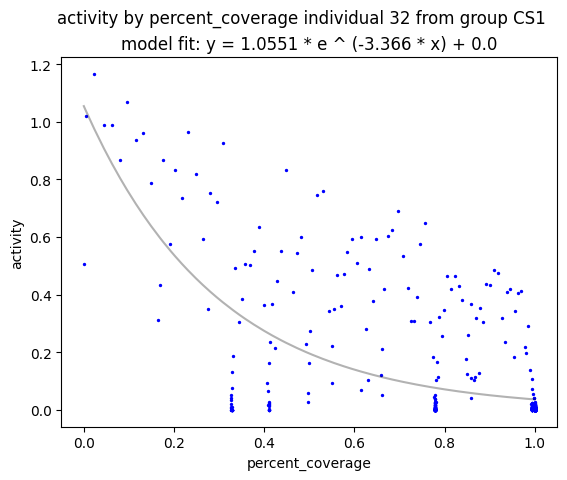 activity by percent_coverage individual 32 from group CS1
model fit: y = 1.0551 * e ^ (-3.366 * x) + 0.0
1.2
1.0
0.8
0.6
0.4
0.2
0.0
activity
0.0 0.2 0.4 0.6 0.8 1.0
percent_coverage